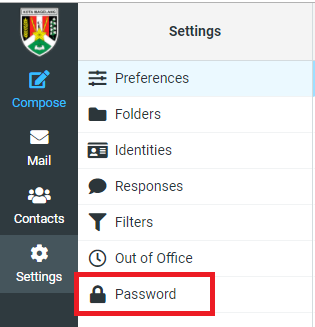 KOTA MAGELANG
Settings
Compose
Mail
Contacts
Settings
Preferences
Folders
Identities
Responses
Filters
Out of Office
Password